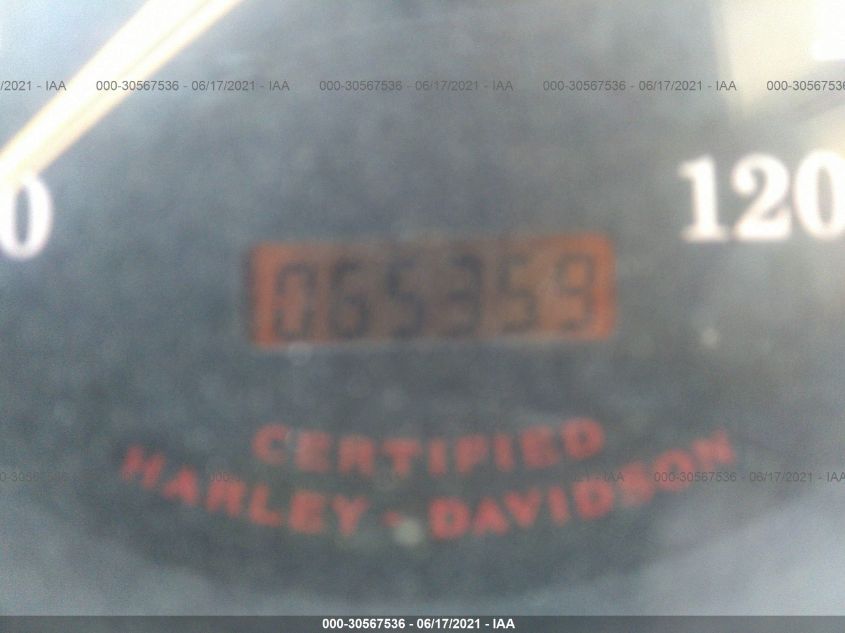 /2021 - IAA 000-30567536 - 06/17/2021 - IAA 000-30567536 - 06/17/2021 - IAA 000-30567536 - 06/17/2021 - IAA 000-3056753
0 120
065359
CERTIFIED
HARLEY-DAVIDSON
000-30567536 - 06/17/2021 - IAA